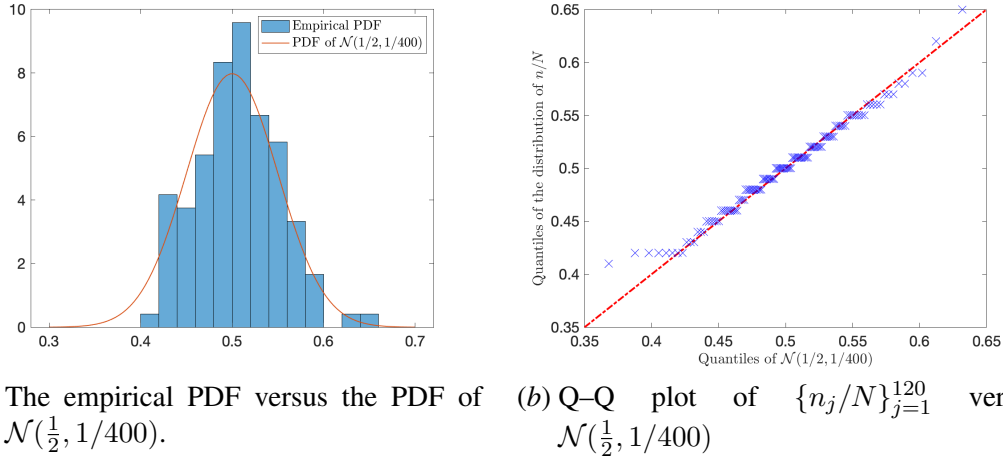 10
8
6
4
2
0
0.3 0.4 0.5 0.6 0.7
Empirical PDF
PDF of 𝒩(1/2, 1/400)
0.65
0.6
0.55
0.5
0.45
0.4
0.35
0.35 0.4 0.45 0.5 0.55 0.6 0.65
Quantiles of the distribution of n/N
Quantiles of 𝒩(1/2, 1/400)
The empirical PDF versus the PDF of
𝒩(½, 1/400).
(b) Q–Q plot of {n_j/N}_{j=1}^{120} ver
𝒩(½, 1/400)